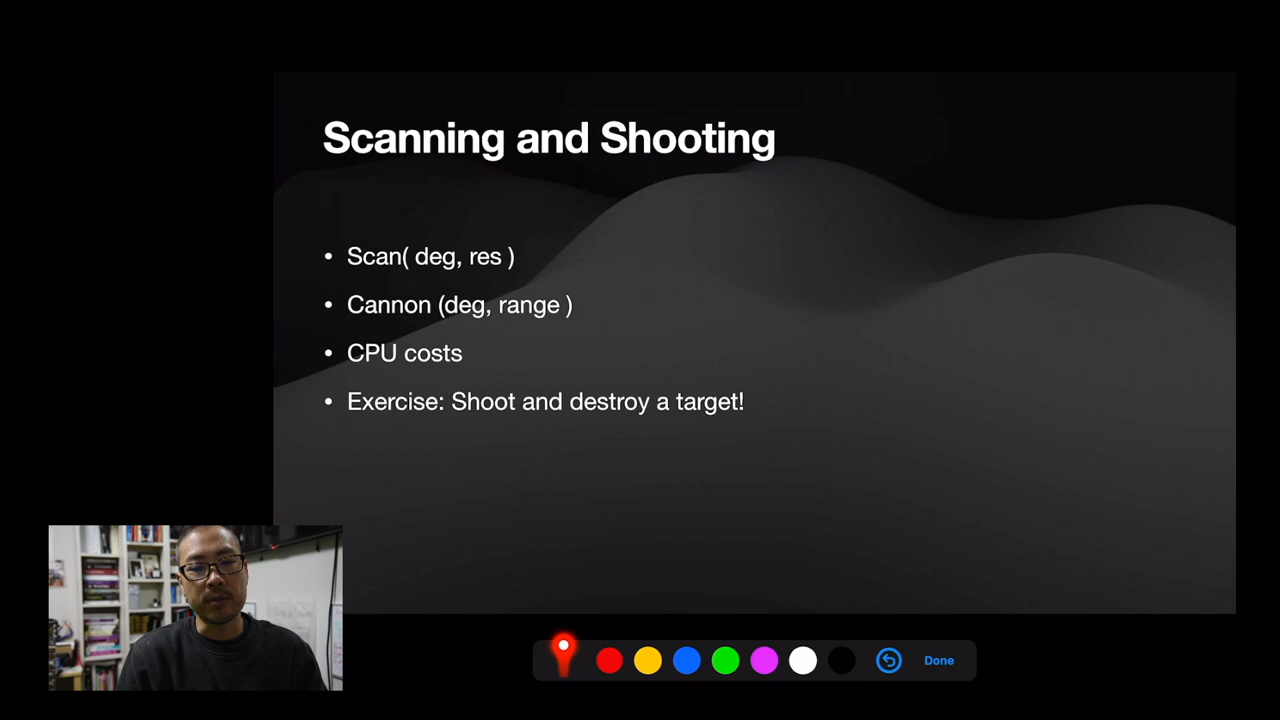 Scanning and Shooting
• Scan( deg, res )
• Cannon (deg, range )
• CPU costs
• Exercise: Shoot and destroy a target!
Done